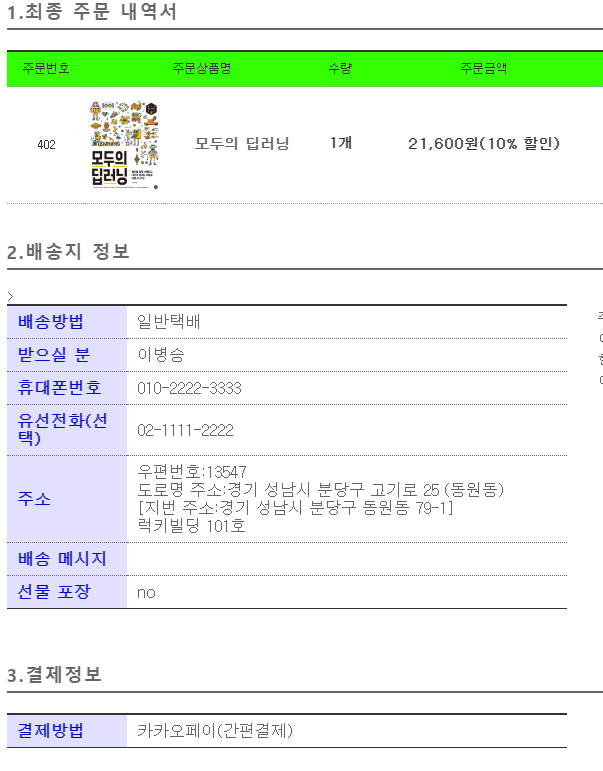 1.최종 주문 내역서
주문번호 주문상품명 수량 주문금액
모두의
딥러닝
402 모두의 딥러닝 1개 21,600원(10% 할인)
2.배송지 정보
>
배송방법 일반택배
받으실 분 이병승
휴대폰번호 010-2222-3333
유선전화(선
택) 02-1111-2222
주소 우편번호:13547
도로명 주소:경기 성남시 분당구 고기로 25 (동원동)
[지번 주소:경기 성남시 분당구 동원동 79-1]
럭키빌딩 101호
배송 메시지
선물 포장 no
3.결제정보
결제방법 카카오페이(간편결제)